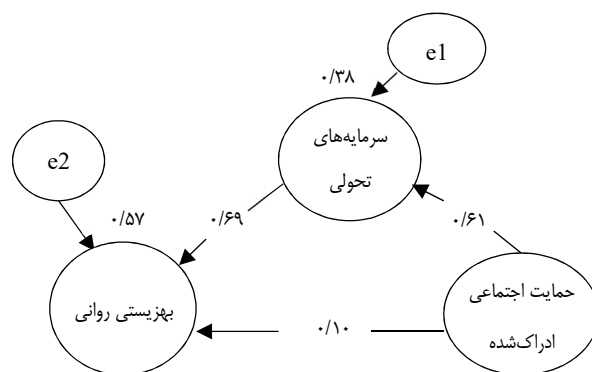 e1
۰/۳۸
سرمایه‌های
تحولی
e2
۰/۵۷
۰/۶۹
۰/۶۱
بهزیستی روانی
حمایت اجتماعی
ادراک‌شده
۰/۱۰